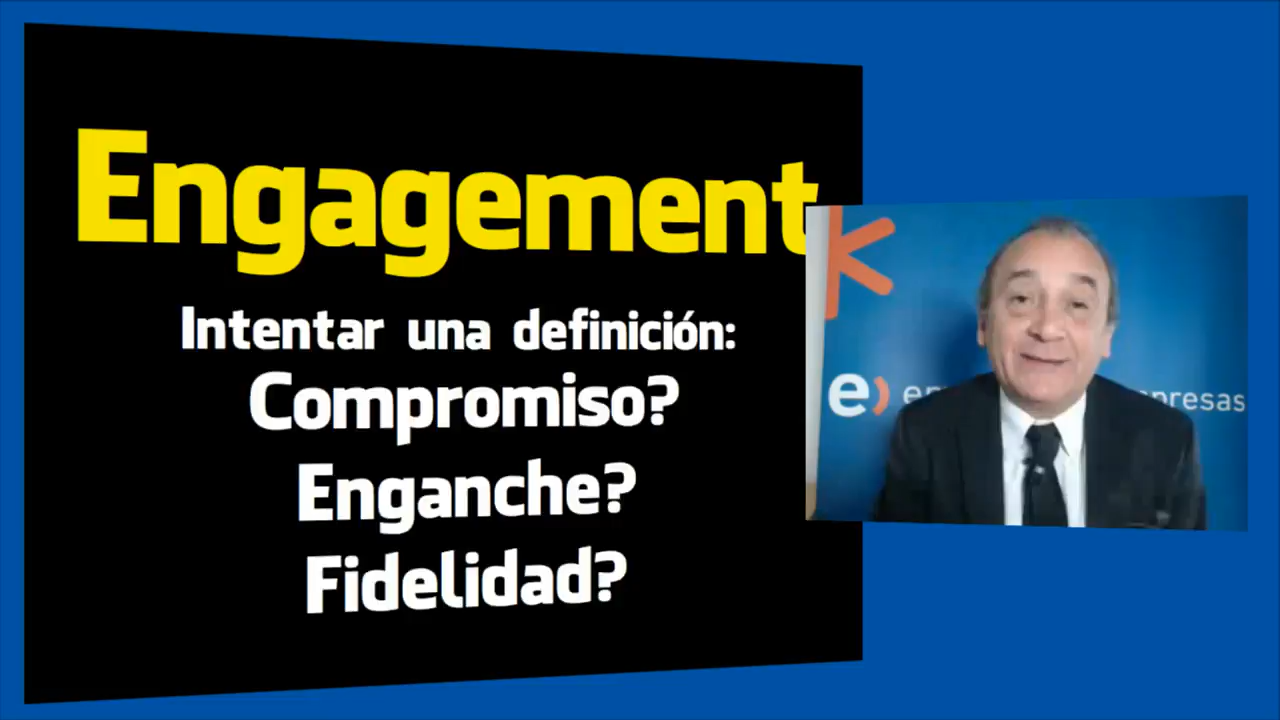 Engagement
Intentar una definición:
Compromiso?
Enganche?
Fidelidad?
e)